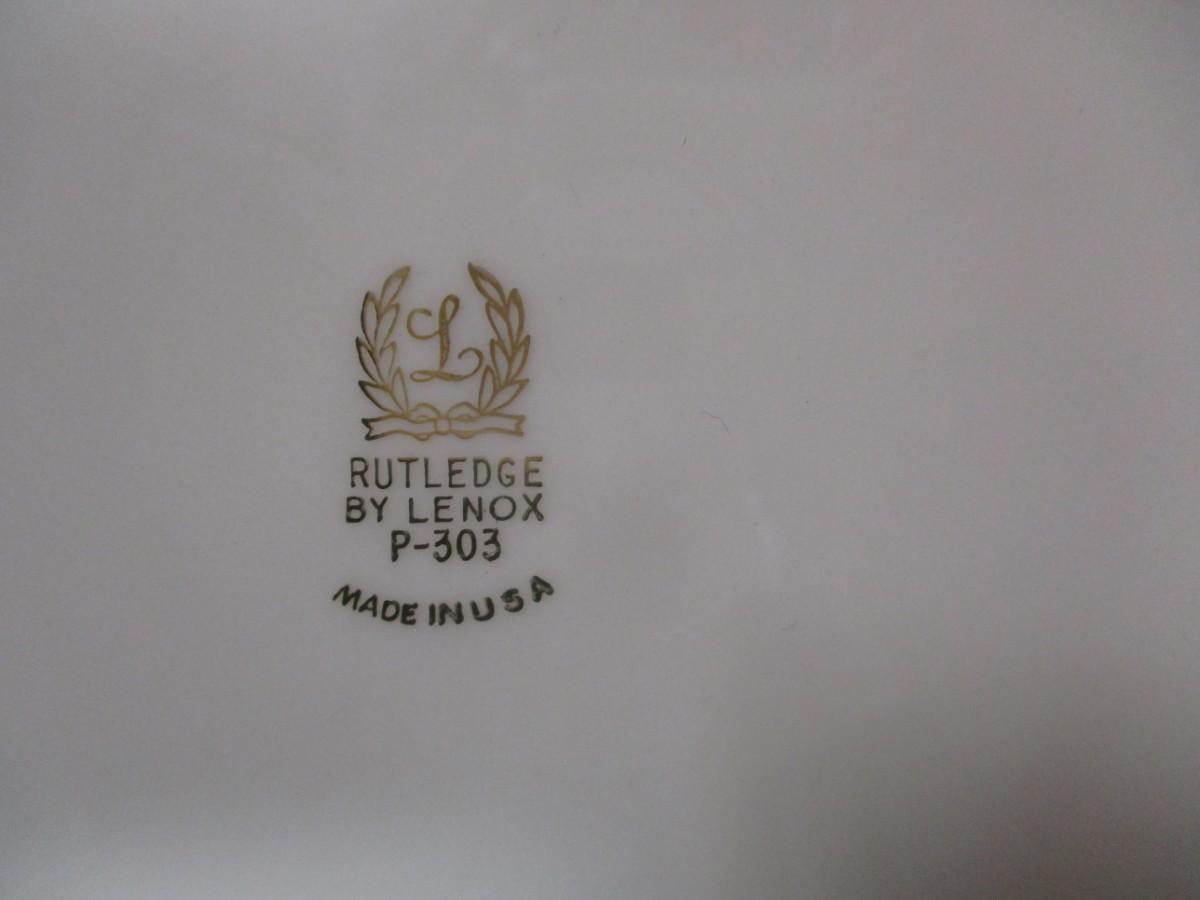 L
RUTLEDGE
BY LENOX
P-303
MADE IN USA